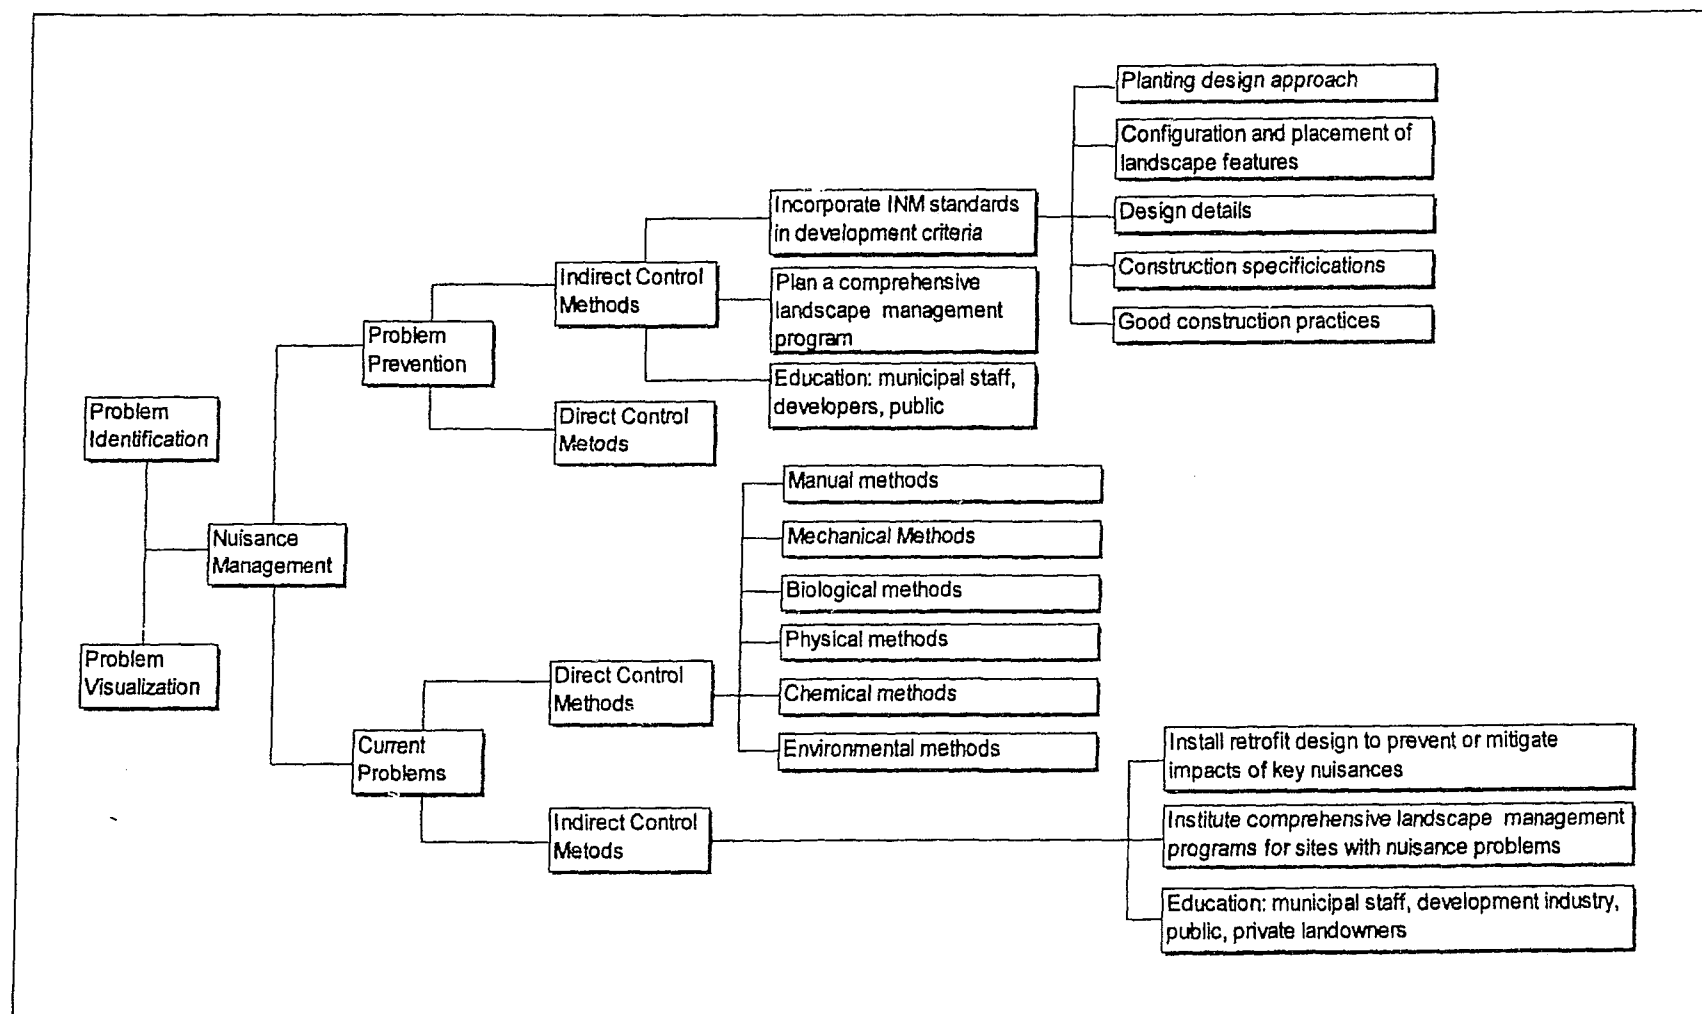 Planting design approach
Configuration and placement of
landscape features
Design details
Construction specificications
Good construction practices
Incorporate INM standards
in development criteria
Plan a comprehensive
landscape management
program
Education: municipal staff,
developers, public
Indirect Control
Methods
Direct Control
Metods
Problem
Prevention
Problem
Identification
Nuisance
Management
Problem
Visualization
Current
Problems
Direct Control
Methods
Indirect Control
Metods
Manual methods
Mechanical Methods
Biological methods
Physical methods
Chemical methods
Environmental methods
Install retrofit design to prevent or mitigate
impacts of key nuisances
Institute comprehensive landscape management
programs for sites with nuisance problems
Education: municipal staff, development industry,
public, private landowners